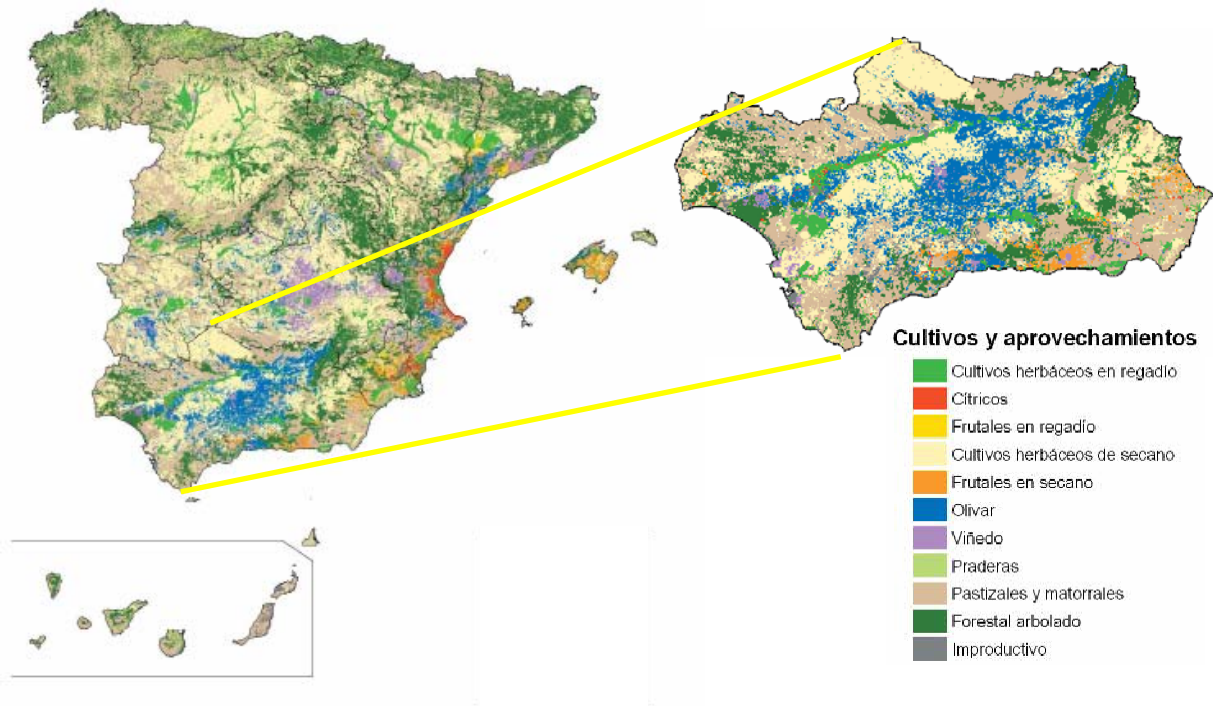 Cultivos y aprovechamientos
Cultivos herbáceos en regadío
Cítricos
Frutales en regadío
Cultivos herbáceos de secano
Frutales en secano
Olivar
Viñedo
Praderas
Pastizales y matorrales
Forestal arbolado
Improductivo